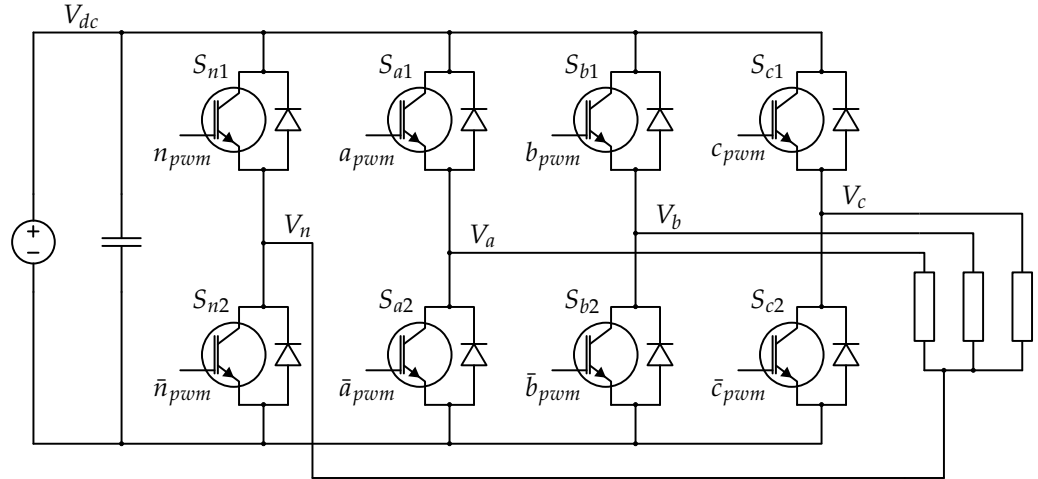 V_dc
S_n1 S_a1 S_b1 S_c1
n_pwm a_pwm b_pwm c_pwm
V_n V_a V_b V_c
S_n2 S_a2 S_b2 S_c2
n̄_pwm ā_pwm b̄_pwm c̄_pwm